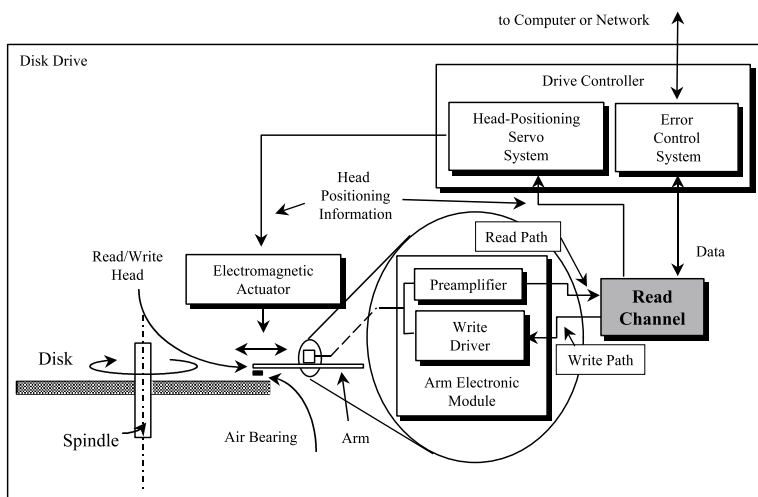 to Computer or Network
Disk Drive
Drive Controller
Head-Positioning
Servo
System
Error
Control
System
Head
Positioning
Information
Read Path
Data
Read/Write
Head
Electromagnetic
Actuator
Preamplifier
Read
Channel
Write
Driver
Write Path
Disk
Arm Electronic
Module
Spindle
Air Bearing
Arm